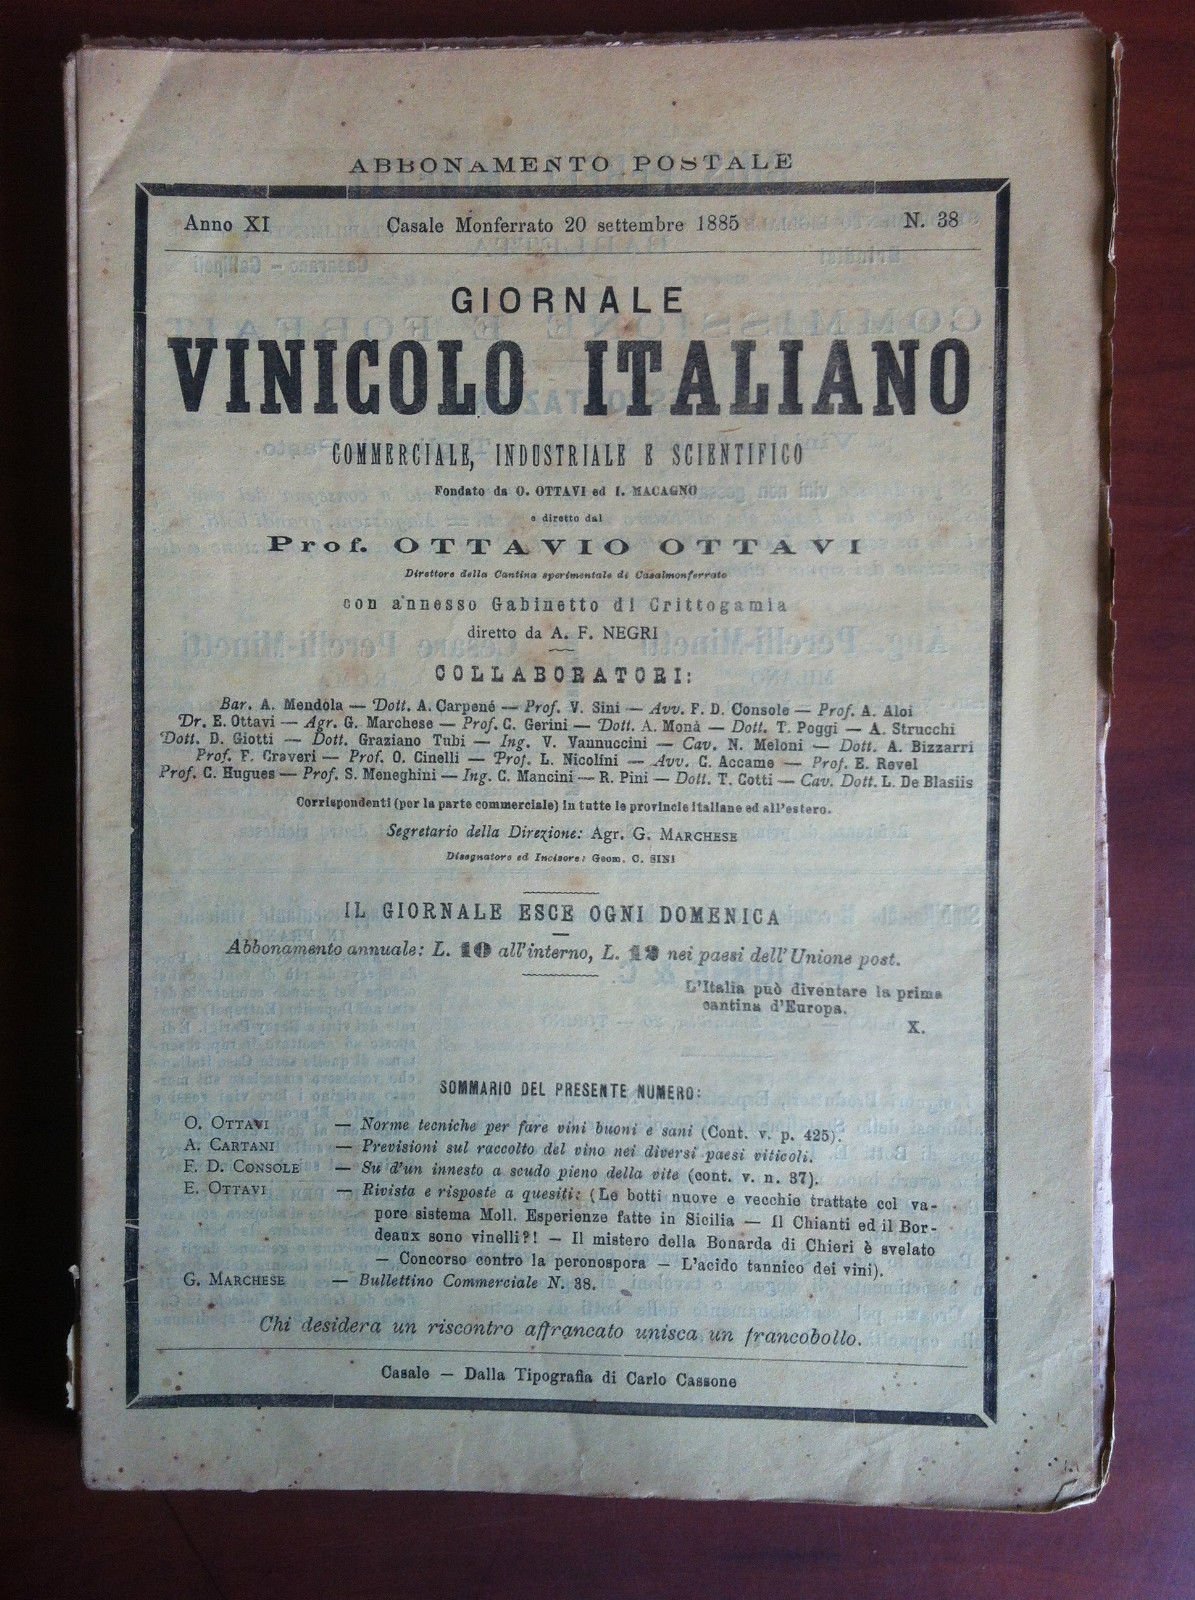 ABBONAMENTO POSTALE
Anno XI Casale Monferrato 20 settembre 1885 N. 38
GIORNALE
VINICOLO ITALIANO
COMMERCIALE, INDUSTRIALE E SCIENTIFICO
Fondato da O. OTTAVI ed I. MACAGNO
e diretto dal
Prof. OTTAVIO OTTAVI
Direttore della Cantina sperimentale di Casalmonferrato
con annesso Gabinetto di Crittogamia
diretto da A. F. NEGRI
COLLABORATORI:
Bar. A. Mendola — Dott. A. Carpenè — Prof. V. Sini — Avv. F. D. Console — Prof. A. Aloi
Dr. E. Ottavi — Agr. G. Marchese — Prof. C. Gerini — Dott. A. Monà — Dott. T. Poggi — A. Strucchi
Dott. D. Giotti — Dott. Graziano Tubi — Ing. V. Vannuccini — Cav. N. Meloni — Dott. A. Bizzarri
Prof. F. Craveri — Prof. O. Cinelli — Prof. L. Nicolini — Avv. C. Accame — Prof. E. Revel
Prof. C. Hugues — Prof. S. Meneghini — Ing. C. Mancini — R. Pini — Dott. T. Cotti — Cav. Dott. L. De Blasiis
Corrispondenti (per la parte commerciale) in tutte le provincie italiane ed all'estero.
Segretario della Direzione: Agr. G. MARCHESE
Disegnatore ed Incisore: Geom. C. SINI
IL GIORNALE ESCE OGNI DOMENICA
Abbonamento annuale: L. 10 all'interno, L. 12 nei paesi dell'Unione post.
L'Italia può diventare la prima
cantina d'Europa.
X.
SOMMARIO DEL PRESENTE NUMERO:
O. OTTAVI — Norme tecniche per fare vini buoni e sani (Cont. v. p. 425).
A. CARTANI — Previsioni sul raccolto del vino nei diversi paesi viticoli.
F. D. CONSOLE — Su d'un innesto a scudo pieno della vite (cont. v. n. 37).
E. OTTAVI — Rivista e risposte a quesiti: (Le botti nuove e vecchie trattate col va-
pore sistema Moll. Esperienze fatte in Sicilia — Il Chianti ed il Bor-
deaux sono vinelli?! — Il mistero della Bonarda di Chieri è svelato
— Concorso contro la peronospora — L'acido tannico dei vini).
G. MARCHESE — Bullettino Commerciale N. 38.
Chi desidera un riscontro affrancato unisca un francobollo.
Casale — Dalla Tipografia di Carlo Cassone